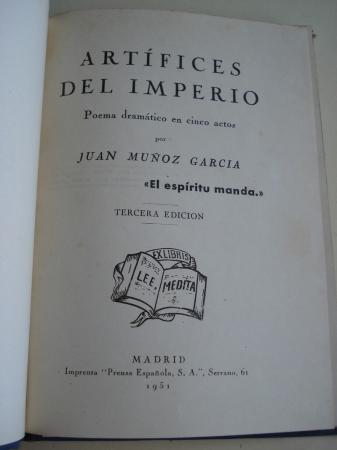 ARTÍFICES
DEL IMPERIO
Poema dramático en cinco actos
por
JUAN MUÑOZ GARCIA
«El espíritu manda.»
TERCERA EDICION
EX LIBRIS
LEE. MEDITA
MADRID
Imprenta "Prensa Española, S. A.", Serrano, 61
1951